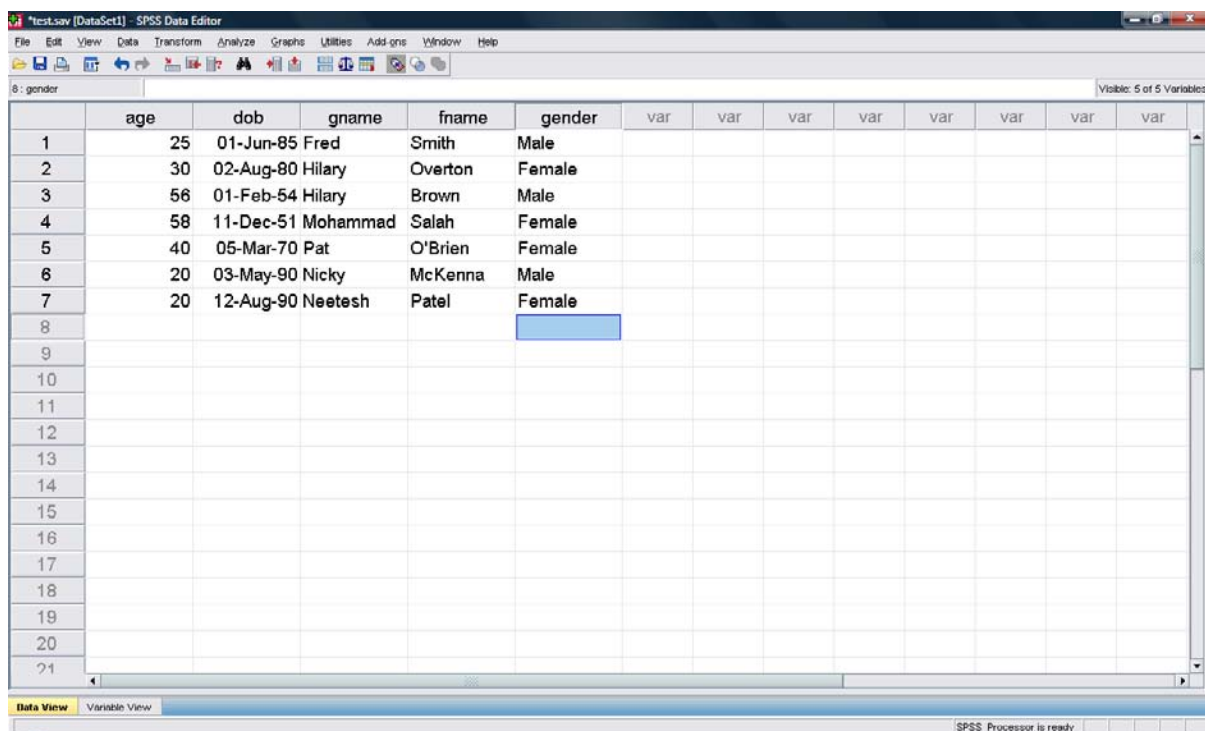 *test.sav [DataSet1] - SPSS Data Editor
File Edit View Data Transform Analyze Graphs Utilities Add-ons Window Help
8 : gender Visible: 5 of 5 Variables
age dob gname fname gender var var var var var var var var
1 25 01-Jun-85 Fred Smith Male
2 30 02-Aug-80 Hilary Overton Female
3 56 01-Feb-54 Hilary Brown Male
4 58 11-Dec-51 Mohammad Salah Female
5 40 05-Mar-70 Pat O'Brien Female
6 20 03-May-90 Nicky McKenna Male
7 20 12-Aug-90 Neetesh Patel Female
8
9
10
11
12
13
14
15
16
17
18
19
20
21
Data View Variable View
SPSS Processor is ready